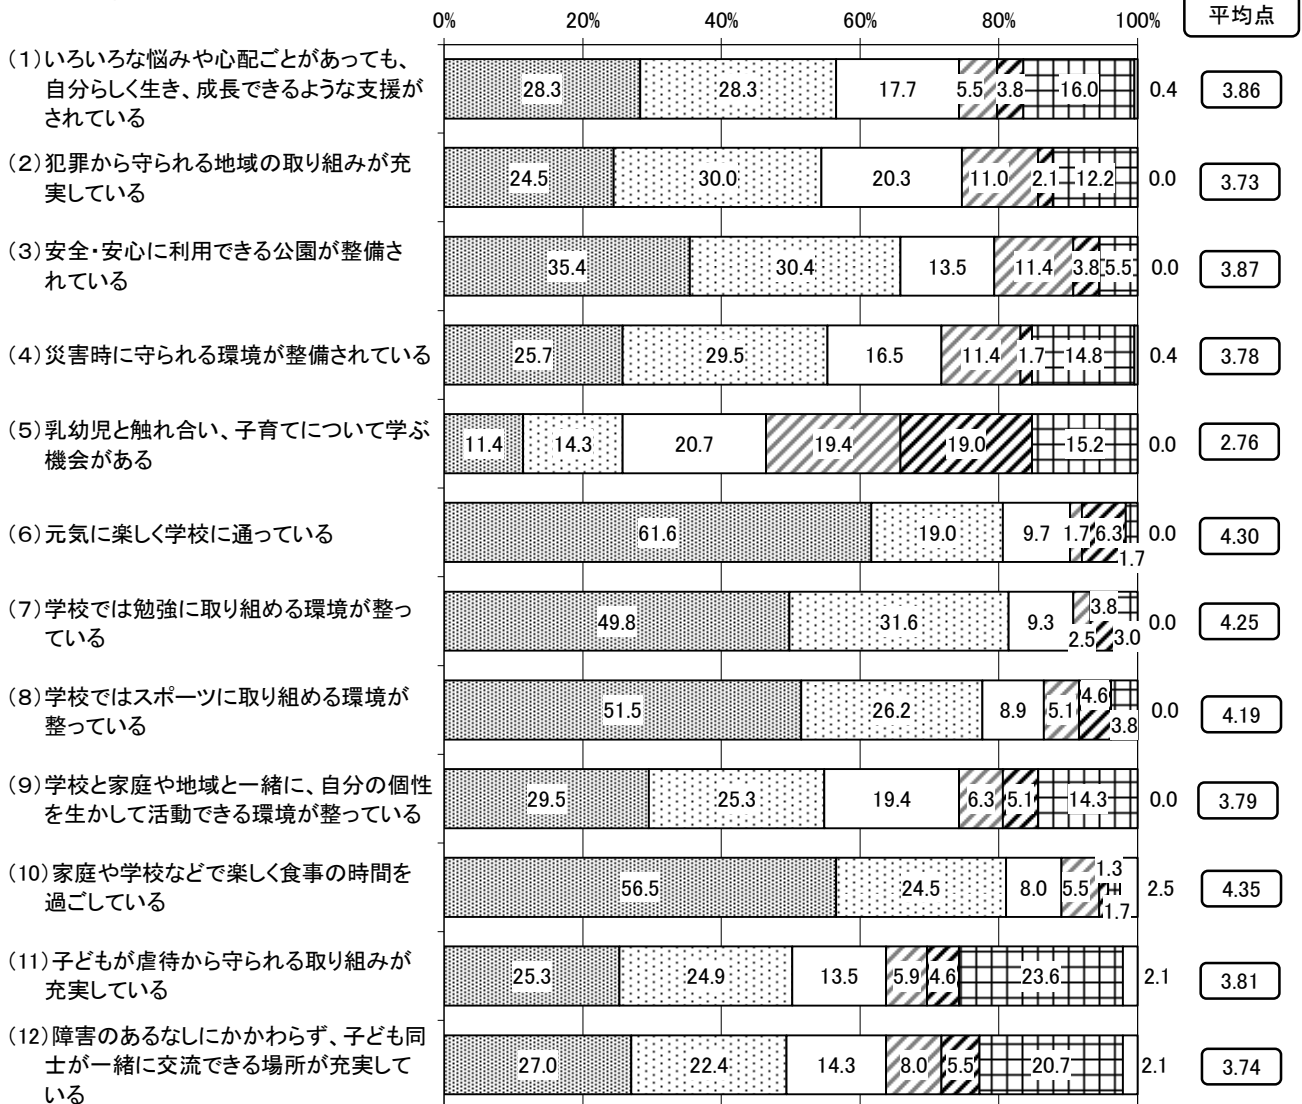 0% 20% 40% 60% 80% 100% 平均点
(1)いろいろな悩みや心配ごとがあっても、
自分らしく生き、成長できるような支援が
されている
28.3 28.3 17.7 5.5 3.8 16.0 0.4 3.86
(2)犯罪から守られる地域の取り組みが充
実している
24.5 30.0 20.3 11.0 2.1 12.2 0.0 3.73
(3)安全・安心に利用できる公園が整備さ
れている
35.4 30.4 13.5 11.4 3.8 5.5 0.0 3.87
(4)災害時に守られる環境が整備されている
25.7 29.5 16.5 11.4 1.7 14.8 0.4 3.78
(5)乳幼児と触れ合い、子育てについて学ぶ
機会がある
11.4 14.3 20.7 19.4 19.0 15.2 0.0 2.76
(6)元気に楽しく学校に通っている
61.6 19.0 9.7 1.7 6.3 1.7 0.0 4.30
(7)学校では勉強に取り組める環境が整っ
ている
49.8 31.6 9.3 2.5 3.8 3.0 0.0 4.25
(8)学校ではスポーツに取り組める環境が
整っている
51.5 26.2 8.9 5.1 4.6 3.8 0.0 4.19
(9)学校と家庭や地域と一緒に、自分の個性
を生かして活動できる環境が整っている
29.5 25.3 19.4 6.3 5.1 14.3 0.0 3.79
(10)家庭や学校などで楽しく食事の時間を
過ごしている
56.5 24.5 8.0 5.5 1.3 1.7 2.5 4.35
(11)子どもが虐待から守られる取り組みが
充実している
25.3 24.9 13.5 5.9 4.6 23.6 2.1 3.81
(12)障害のあるなしにかかわらず、子ども同
士が一緒に交流できる場所が充実して
いる
27.0 22.4 14.3 8.0 5.5 20.7 2.1 3.74